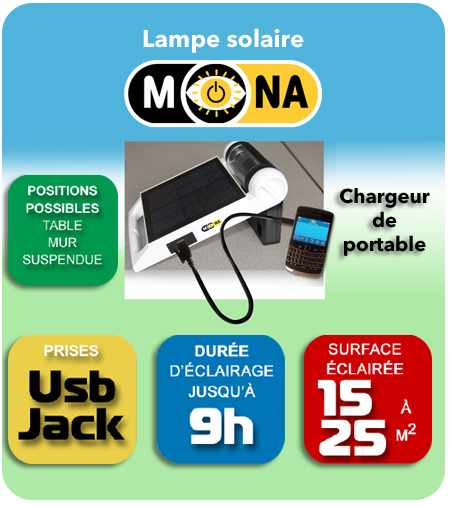 Lampe solaire
MONA
POSITIONS
POSSIBLES
TABLE
MUR
SUSPENDUE
MONA
Chargeur
de
portable
PRISES
Usb
Jack
DURÉE
D'ÉCLAIRAGE
JUSQU'À
9h
SURFACE
ÉCLAIRÉE
15 À
25 M²